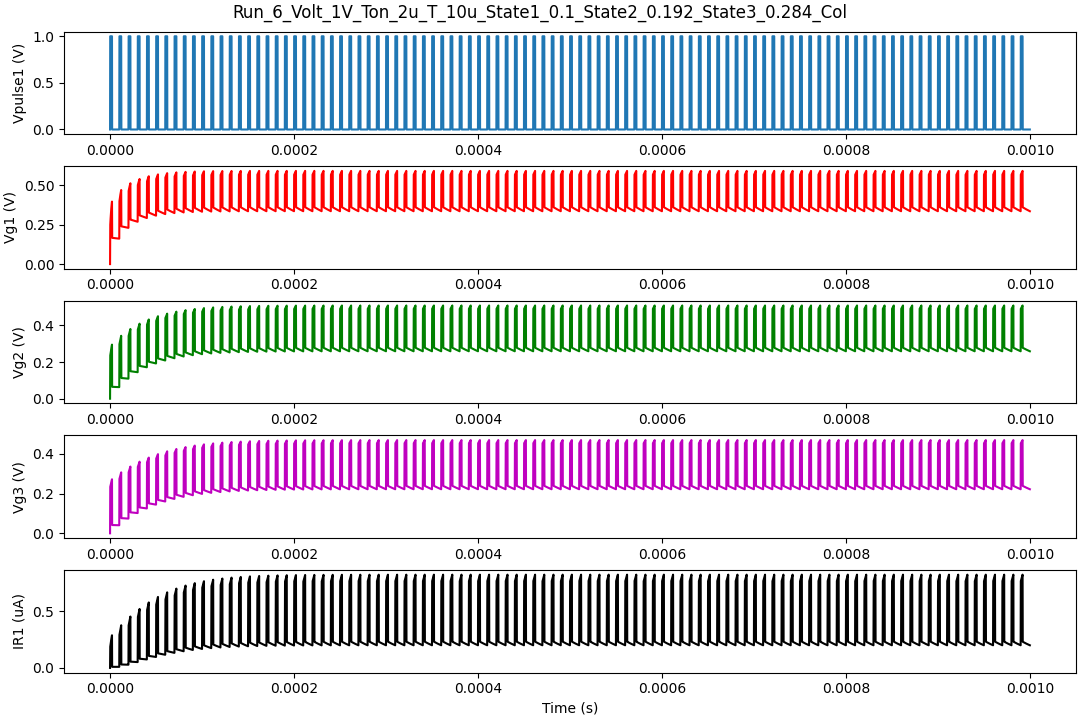 Run_6_Volt_1V_Ton_2u_T_10u_State1_0.1_State2_0.192_State3_0.284_Col
Vpulse1 (V)
1.0
0.5
0.0
0.0000 0.0002 0.0004 0.0006 0.0008 0.0010
Vg1 (V)
0.50
0.25
0.00
0.0000 0.0002 0.0004 0.0006 0.0008 0.0010
Vg2 (V)
0.4
0.2
0.0
0.0000 0.0002 0.0004 0.0006 0.0008 0.0010
Vg3 (V)
0.4
0.2
0.0
0.0000 0.0002 0.0004 0.0006 0.0008 0.0010
IR1 (uA)
0.5
0.0
0.0000 0.0002 0.0004 0.0006 0.0008 0.0010
Time (s)